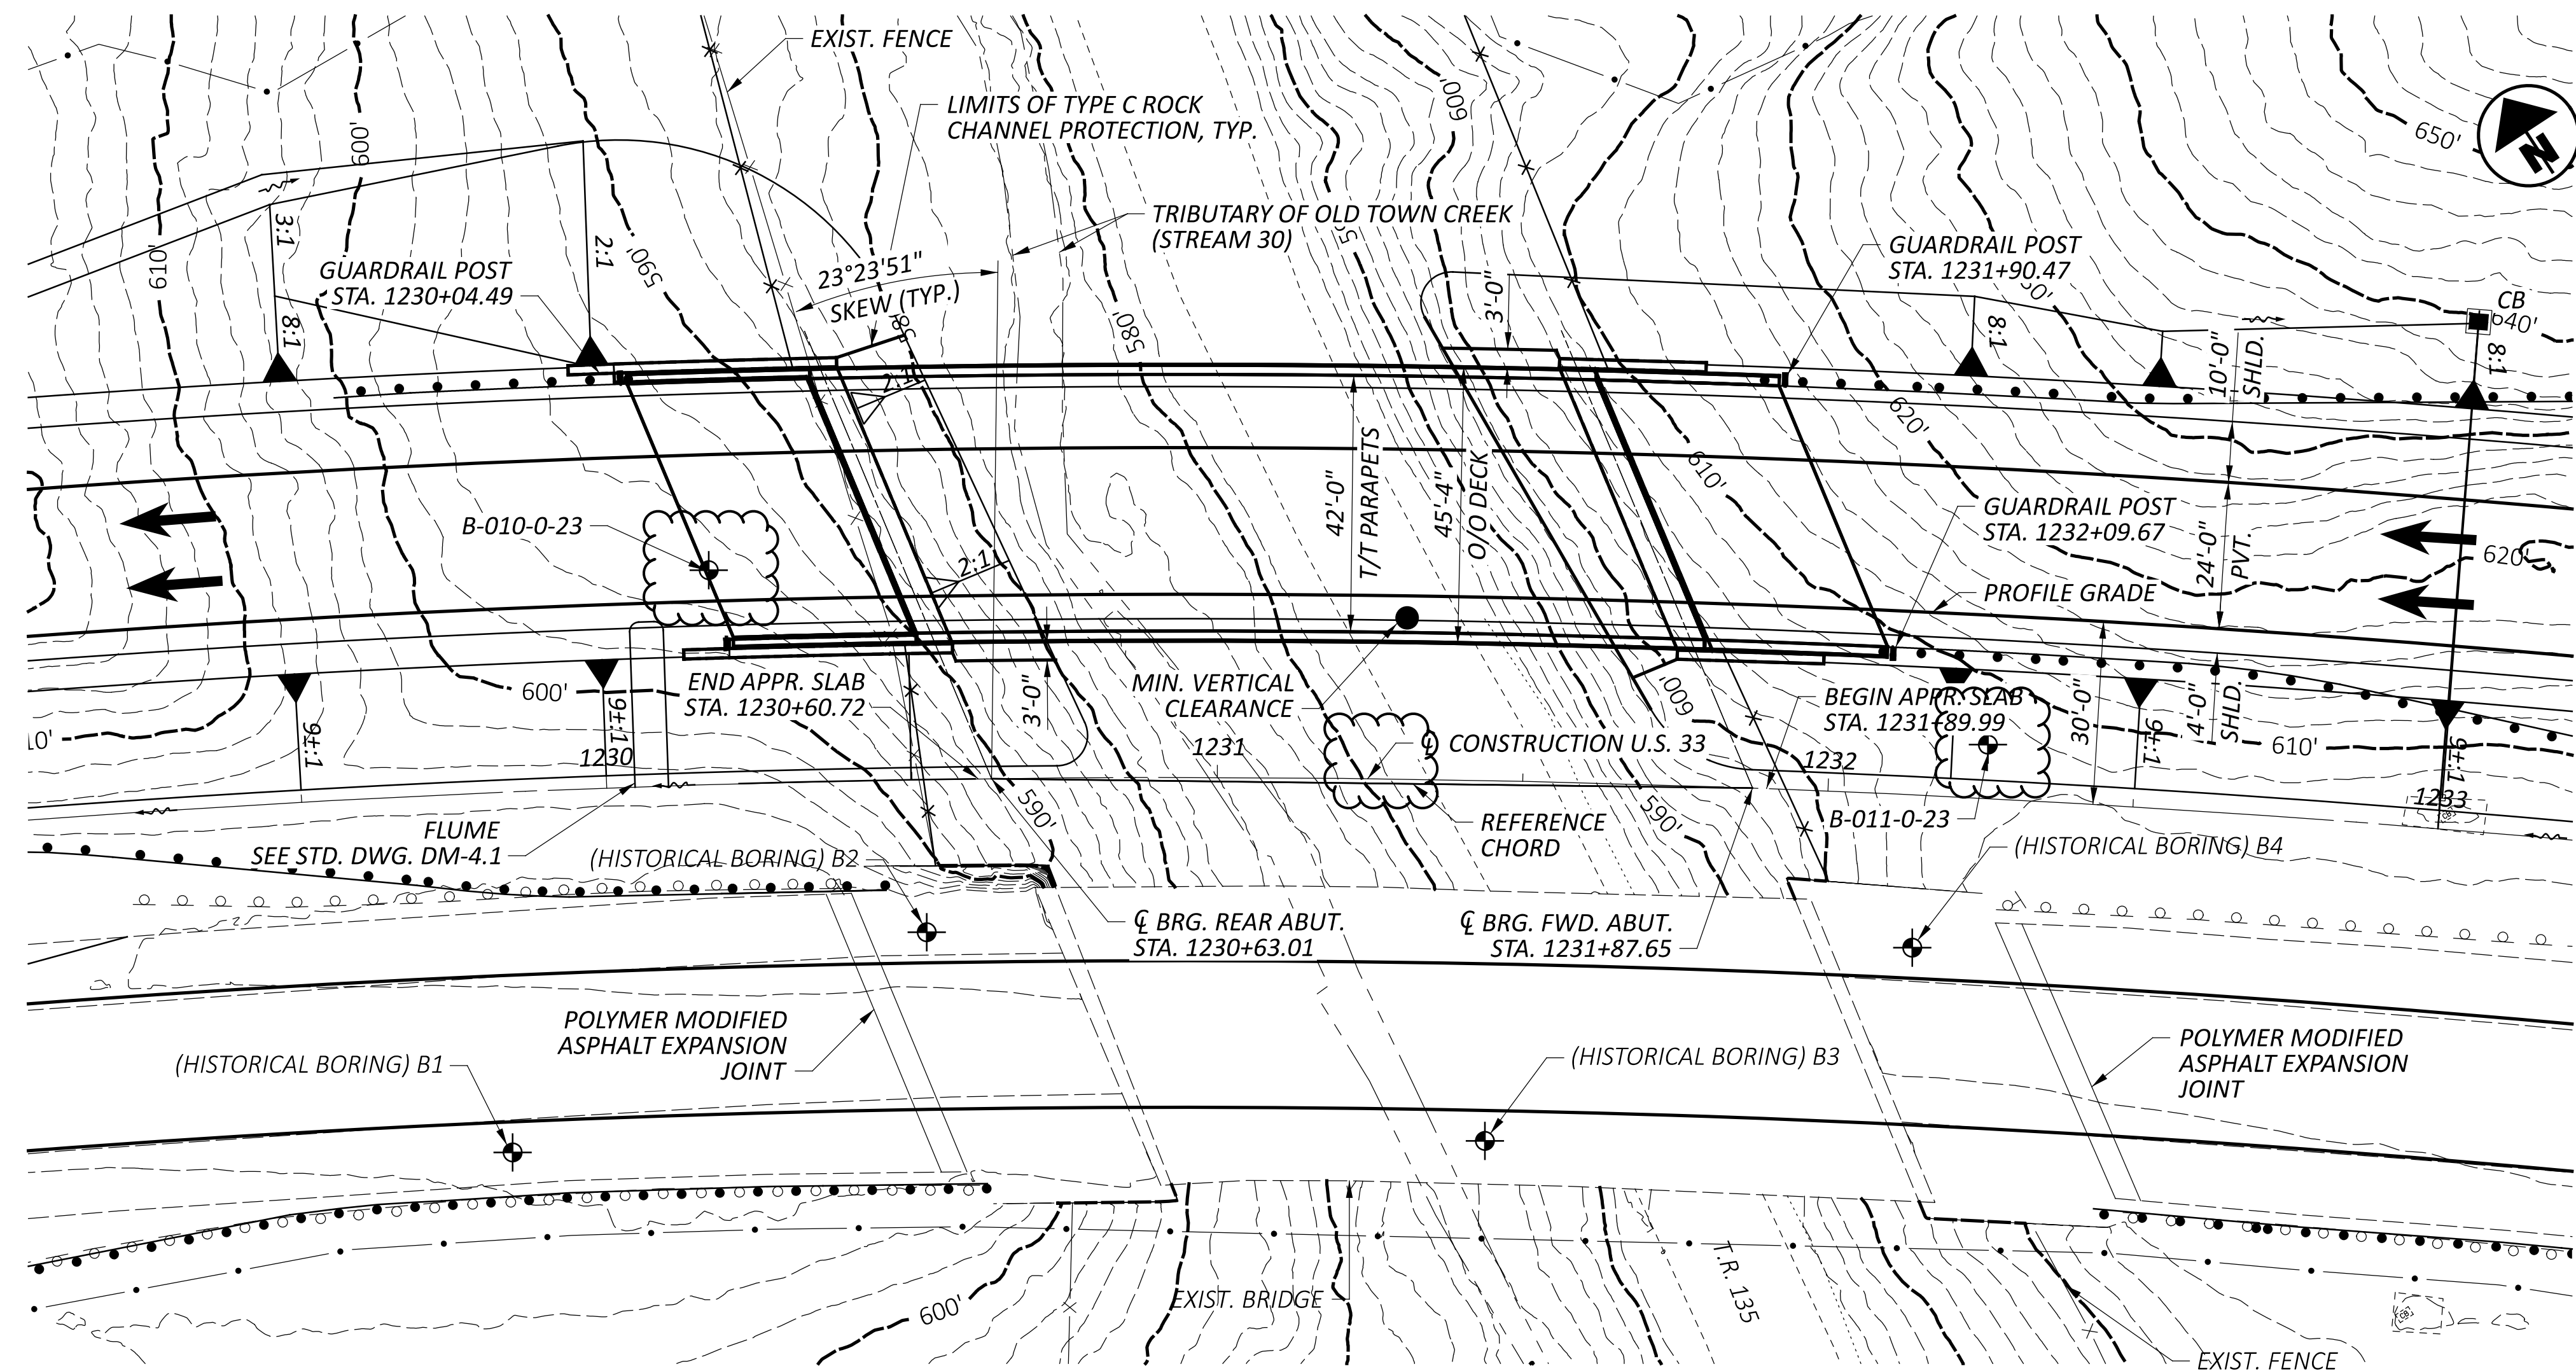 EXIST. FENCE
LIMITS OF TYPE C ROCK
CHANNEL PROTECTION, TYP.
600'
650'
N
600'
TRIBUTARY OF OLD TOWN CREEK
(STREAM 30)
3:1
2:1
610'
590'
23°23'51"
SKEW (TYP.)
GUARDRAIL POST
STA. 1230+04.49
GUARDRAIL POST
STA. 1231+90.47
3'-0"
CB
640'
8:1
580'
8:1
10'-0"
SHLD.
8:1
2:1
620'
610'
42'-0"
T/T PARAPETS
45'-4"
O/O DECK
B-010-0-23
GUARDRAIL POST
STA. 1232+09.67
24'-0"
PVT.
620'
2:1
PROFILE GRADE
600'
END APPR. SLAB
STA. 1230+60.72
3'-0"
MIN. VERTICAL
CLEARANCE
600'
BEGIN APPR. SLAB
STA. 1231+89.99
30'-0"
4'-0"
SHLD.
610'
10'
6+:1
6+:1
1230
1231
℄ CONSTRUCTION U.S. 33
1232
6+:1
6+:1
1233
590'
590'
FLUME
SEE STD. DWG. DM-4.1
(HISTORICAL BORING) B2
REFERENCE
CHORD
B-011-0-23
(HISTORICAL BORING) B4
℄ BRG. REAR ABUT.
STA. 1230+63.01
℄ BRG. FWD. ABUT.
STA. 1231+87.65
POLYMER MODIFIED
ASPHALT EXPANSION
JOINT
(HISTORICAL BORING) B1
(HISTORICAL BORING) B3
POLYMER MODIFIED
ASPHALT EXPANSION
JOINT
T.R. 135
EXIST. BRIDGE
600'
EXIST. FENCE